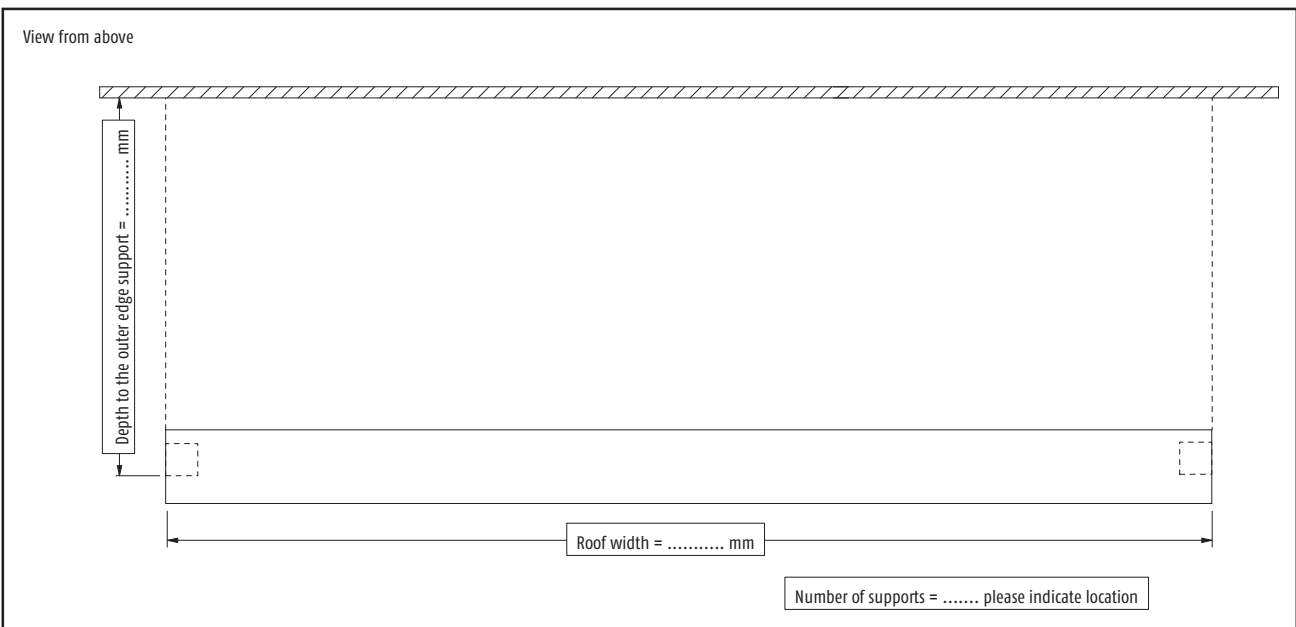 View from above
Depth to the outer edge support = ........... mm
Roof width = ........... mm
Number of supports = ....... please indicate location